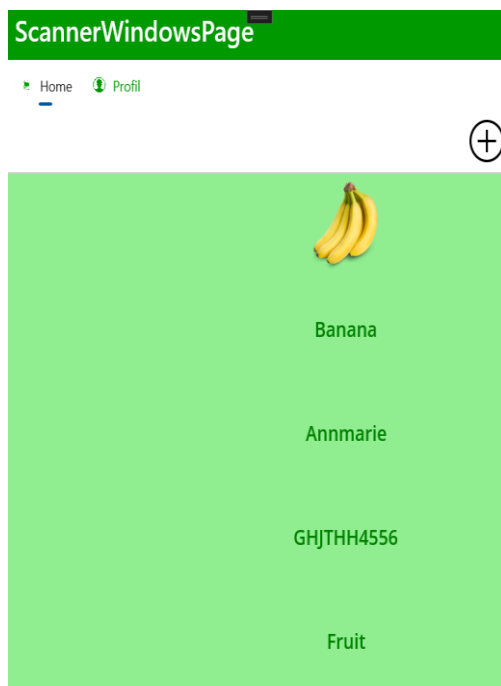 ScannerWindowsPage
Home Profil
Banana
Annmarie
GHJTHH4556
Fruit